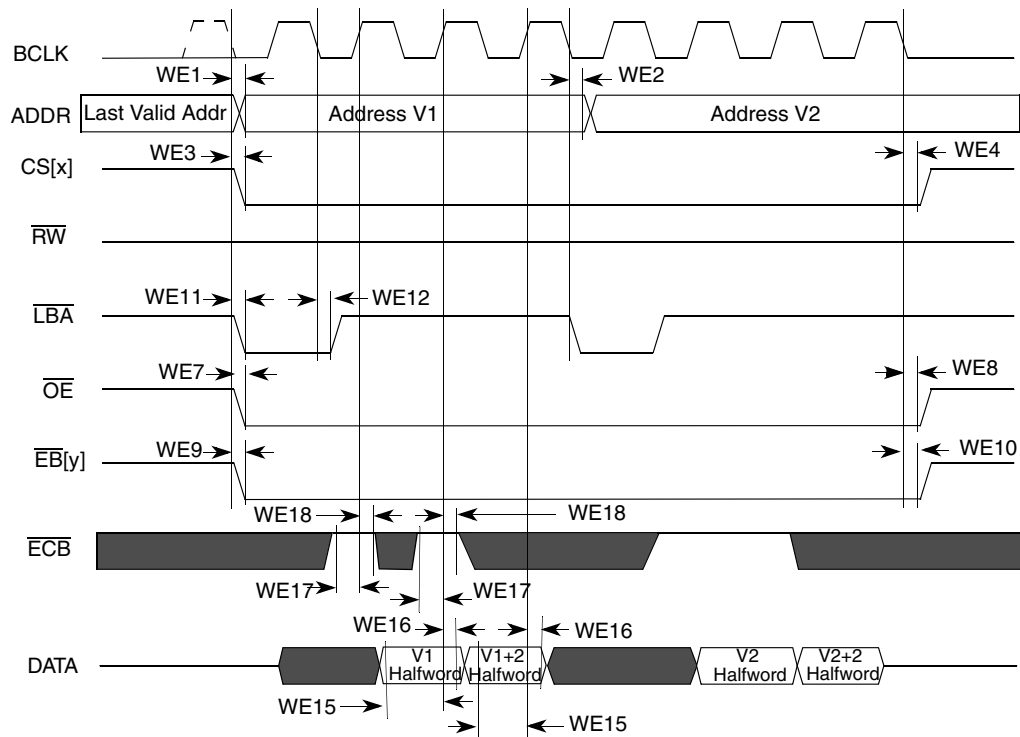 BCLK
WE1
WE2
ADDR
Last Valid Addr
Address V1
Address V2
WE3
WE4
CS[x]
RW
WE11
WE12
LBA
WE7
WE8
OE
WE9
WE10
EB[y]
WE18
WE18
ECB
WE17
WE17
WE16
WE16
DATA
V1
Halfword
V1+2
Halfword
V2
Halfword
V2+2
Halfword
WE15
WE15